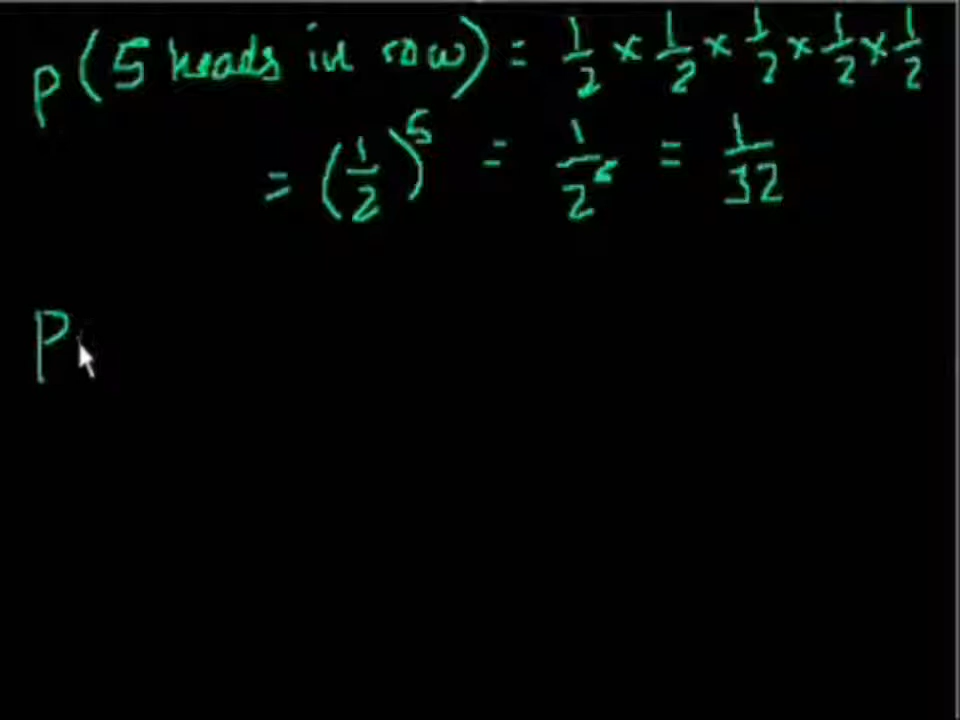 P(5 heads in row) = 1/2 × 1/2 × 1/2 × 1/2 × 1/2
= (1/2)^5 = 1/2^5 = 1/32
P